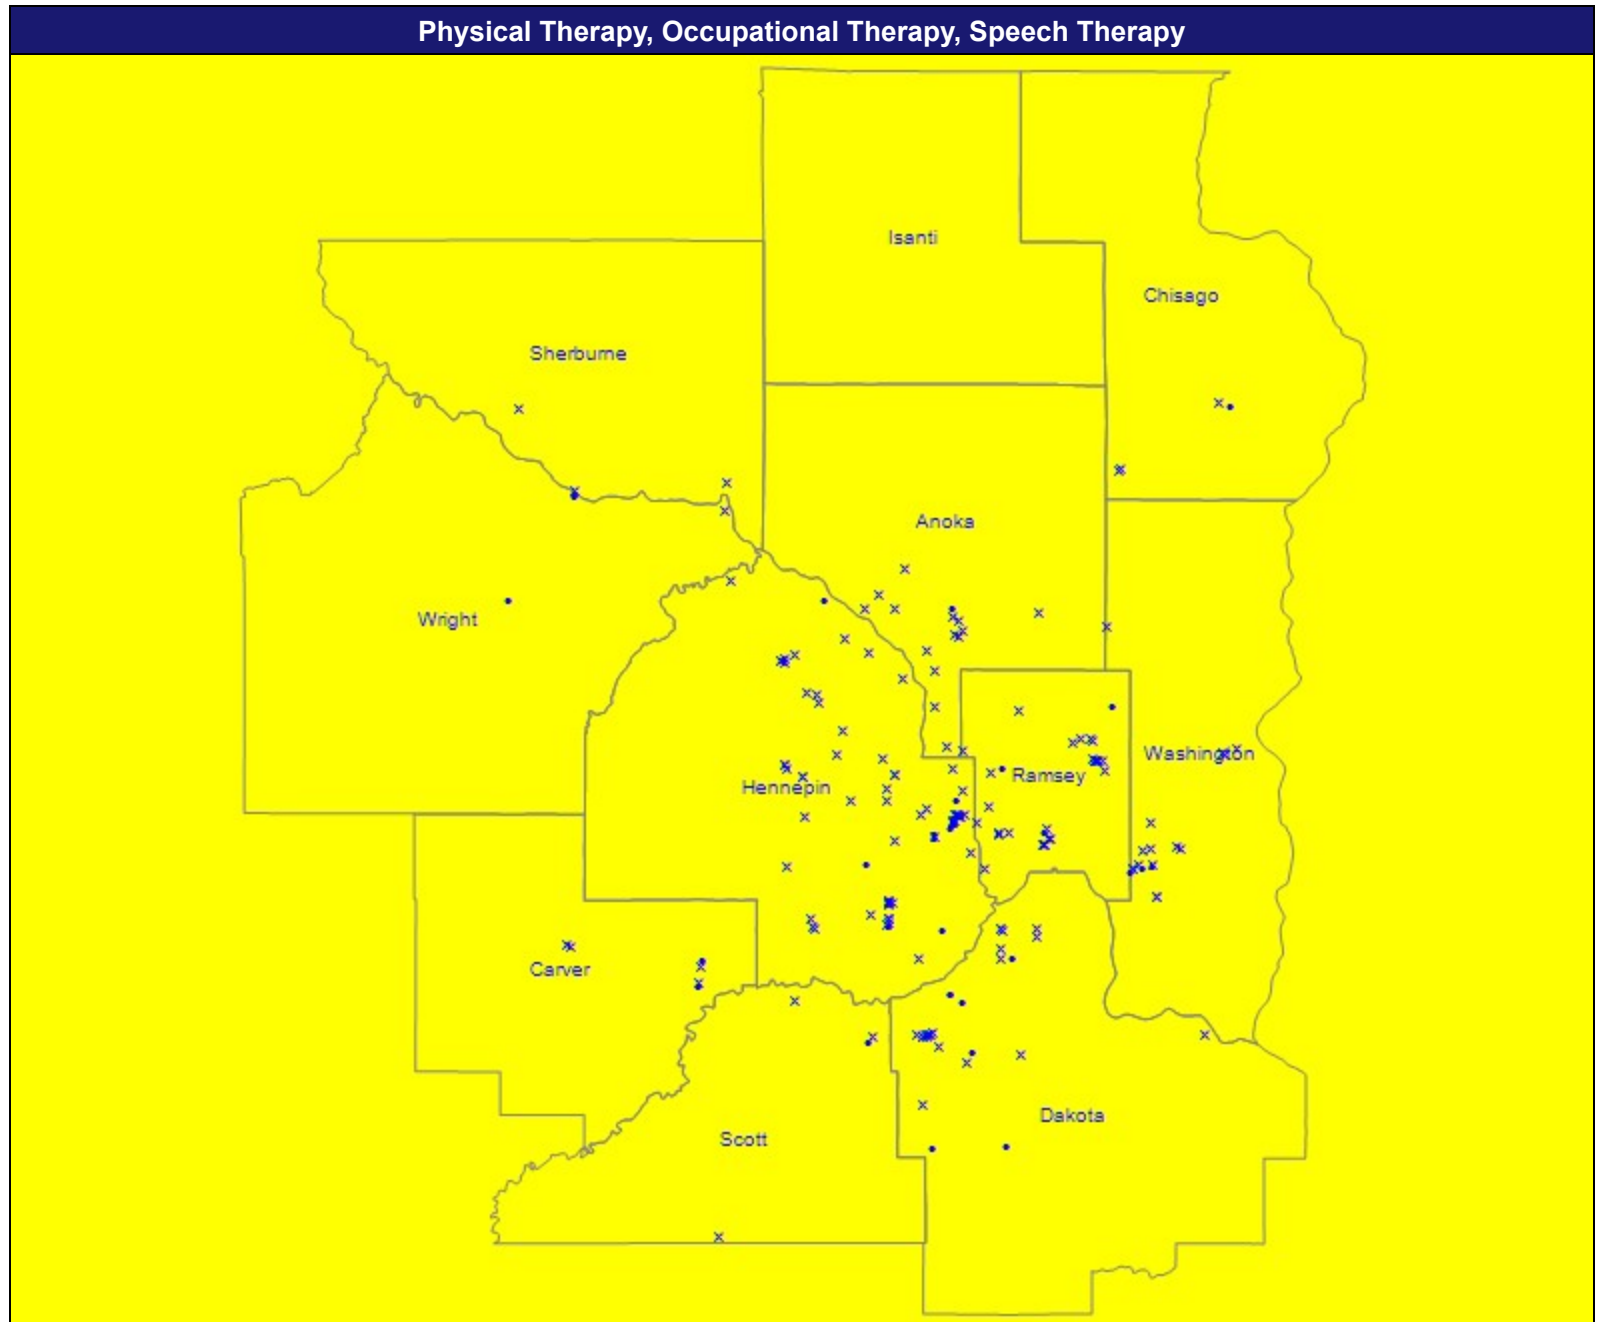 Physical Therapy, Occupational Therapy, Speech Therapy
Isanti
Chisago
Sherburne
Anoka
Wright
Washington
Ramsey
Hennepin
Carver
Dakota
Scott